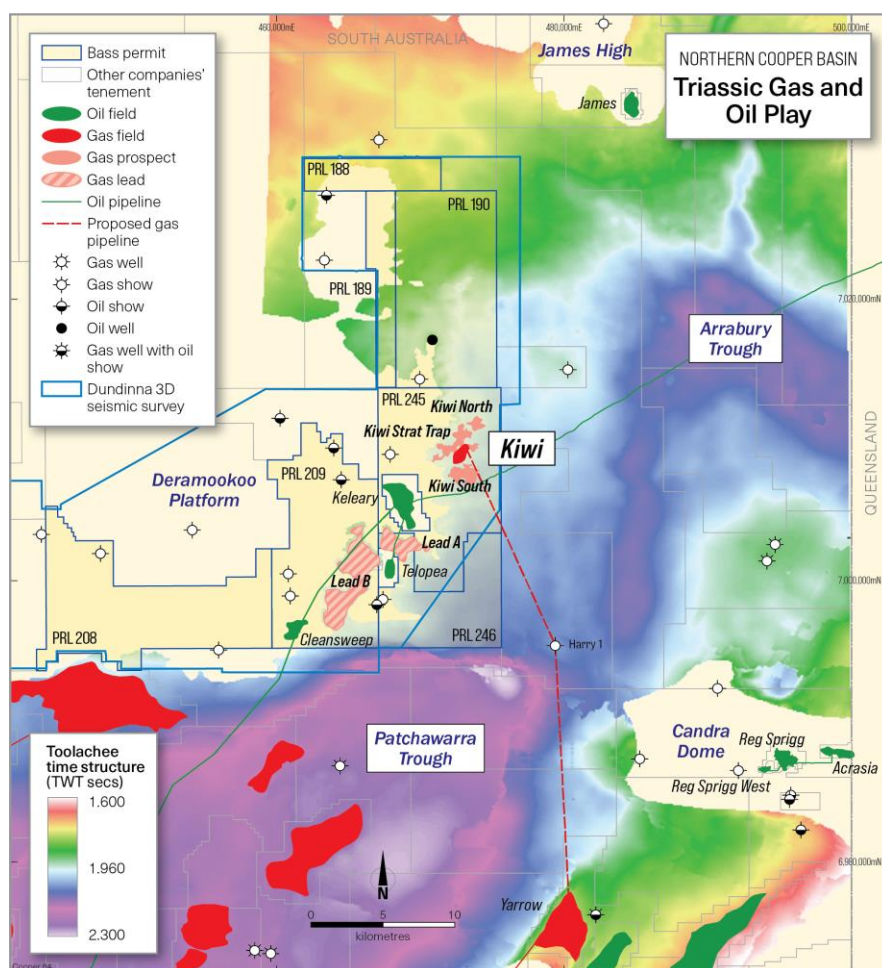 460,000mE
480,000mE
500,000mE
SOUTH AUSTRALIA
NORTHERN COOPER BASIN
Triassic Gas and
Oil Play
Bass permit
Other companies'
tenement
Oil field
Gas field
Gas prospect
Gas lead
Oil pipeline
Proposed gas
pipeline
Gas well
Gas show
Oil show
Oil well
Gas well with oil
show
Dundinna 3D
seismic survey
James High
James
PRL 188
PRL 190
PRL 189
7,020,000mN
Arrabury
Trough
QUEENSLAND
PRL 245
Kiwi North
Kiwi Strat Trap
Kiwi
Kiwi South
PRL 209
Deramookoo
Platform
Keleary
Lead A
Telopea
Lead B
7,000,000mN
Cleansweep
PRL 208
PRL 246
Harry 1
Patchawarra
Trough
Candra
Dome
Reg Sprigg
Acrasia
Reg Sprigg West
Toolachee
time structure
(TWT secs)
1.600
1.960
2.300
6,980,000mN
N
0 5 10
kilometres
Yarrow